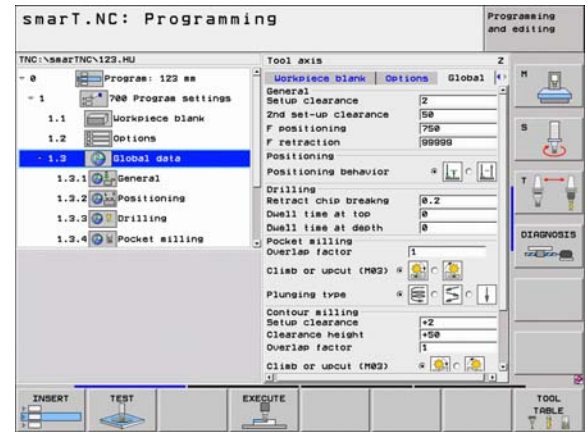 smarT.NC: Programming
Programming
and editing
TNC:\smarTNC\123.HU
Tool axis Z
0 Program: 123 mm
1 700 Program settings
1.1 Workpiece blank
1.2 Options
1.3 Global data
1.3.1 General
1.3.2 Positioning
1.3.3 Drilling
1.3.4 Pocket milling
Workpiece blank Options Global
General
Setup clearance 2
2nd set-up clearance 50
F positioning 750
F retraction 99999
Positioning
Positioning behavior
Drilling
Retract chip breakng 0.2
Dwell time at top 0
Dwell time at depth 0
Pocket milling
Overlap factor 1
Climb or upcut (M03)
Plunging type
Contour milling
Setup clearance +2
Clearance height +50
Overlap factor 1
Climb or upcut (M03)
M
S
T
DIAGNOSIS
INSERT
TEST
EXECUTE
TOOL
TABLE